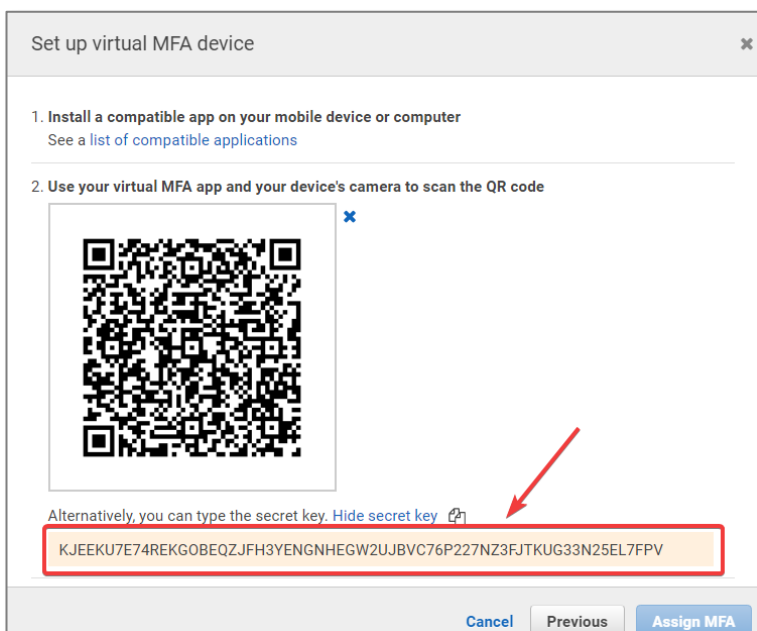 Set up virtual MFA device
1. Install a compatible app on your mobile device or computer
See a list of compatible applications
2. Use your virtual MFA app and your device's camera to scan the QR code
Alternatively, you can type the secret key. Hide secret key
KJEEKU7E74REKGOBEQZJFH3YENGNHEGW2UJBVC76P227NZ3FJTKUG33N25EL7FPV
Cancel Previous Assign MFA